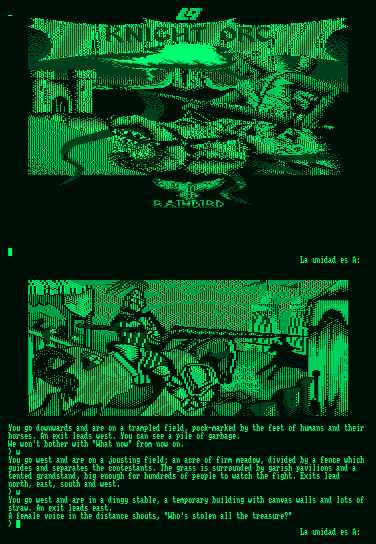 L9
KNIGHT ORC
RAINBIRD
La unidad es A:
You go downwards and are on a trampled field, pock-marked by the feet of humans and their
horses. An exit leads west. You can see a pile of garbage.
We won't bother with "What now" from now on.
> w
You go west and are on a jousting field; an acre of firm meadow, divided by a fence which
guides and separates the contestants. The grass is surrounded by garish pavilions and a
tented grandstand, big enough for hundreds of people to watch the fight. Exits lead
north, east, south and west.
> w
You go west and are in a dingy stable, a temporary building with canvas walls and lots of
straw. An exit leads east.
A female voice in the distance shouts, "Who's stolen all the treasure?"
>
La unidad es A: